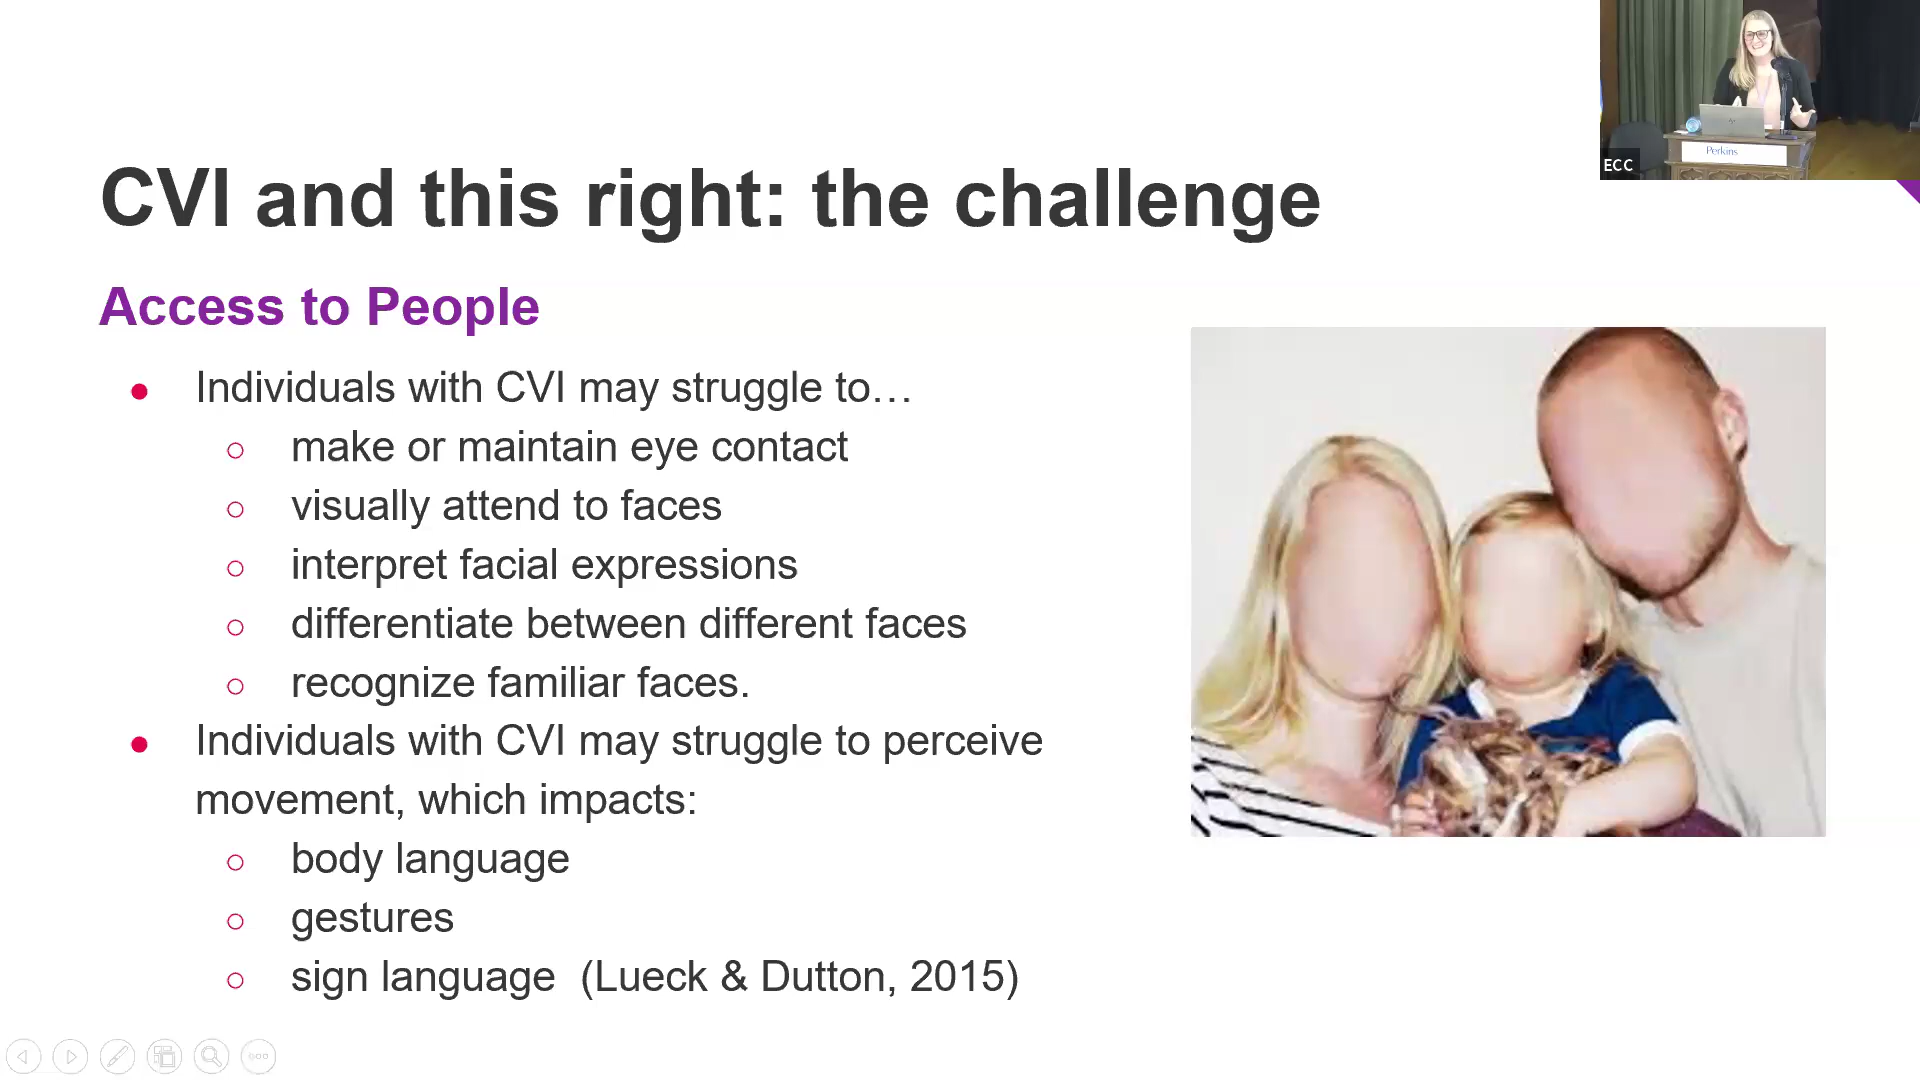 CVI and this right: the challenge
Access to People
● Individuals with CVI may struggle to…
○ make or maintain eye contact
○ visually attend to faces
○ interpret facial expressions
○ differentiate between different faces
○ recognize familiar faces.
● Individuals with CVI may struggle to perceive
movement, which impacts:
○ body language
○ gestures
○ sign language (Lueck & Dutton, 2015)
ECC
Perkins